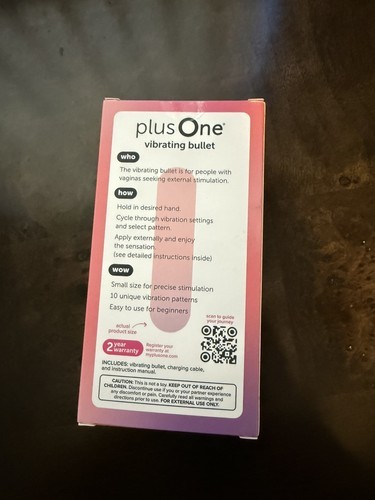 plusOne®
vibrating bullet
who
The vibrating bullet is for people with
vaginas seeking external stimulation.
how
Hold in desired hand.
Cycle through vibration settings
and select pattern.
Apply externally and enjoy
the sensation.
(see detailed instructions inside)
wow
Small size for precise stimulation
10 unique vibration patterns
Easy to use for beginners
actual
product size
scan to guide
your journey
2 year
warranty
Register your
warranty at
myplusone.com
INCLUDES: vibrating bullet, charging cable,
and instruction manual.
CAUTION: This is not a toy. KEEP OUT OF REACH OF
CHILDREN. Discontinue use if you or your partner experience
any discomfort or pain. Carefully read all warnings and
directions prior to use. FOR EXTERNAL USE ONLY.